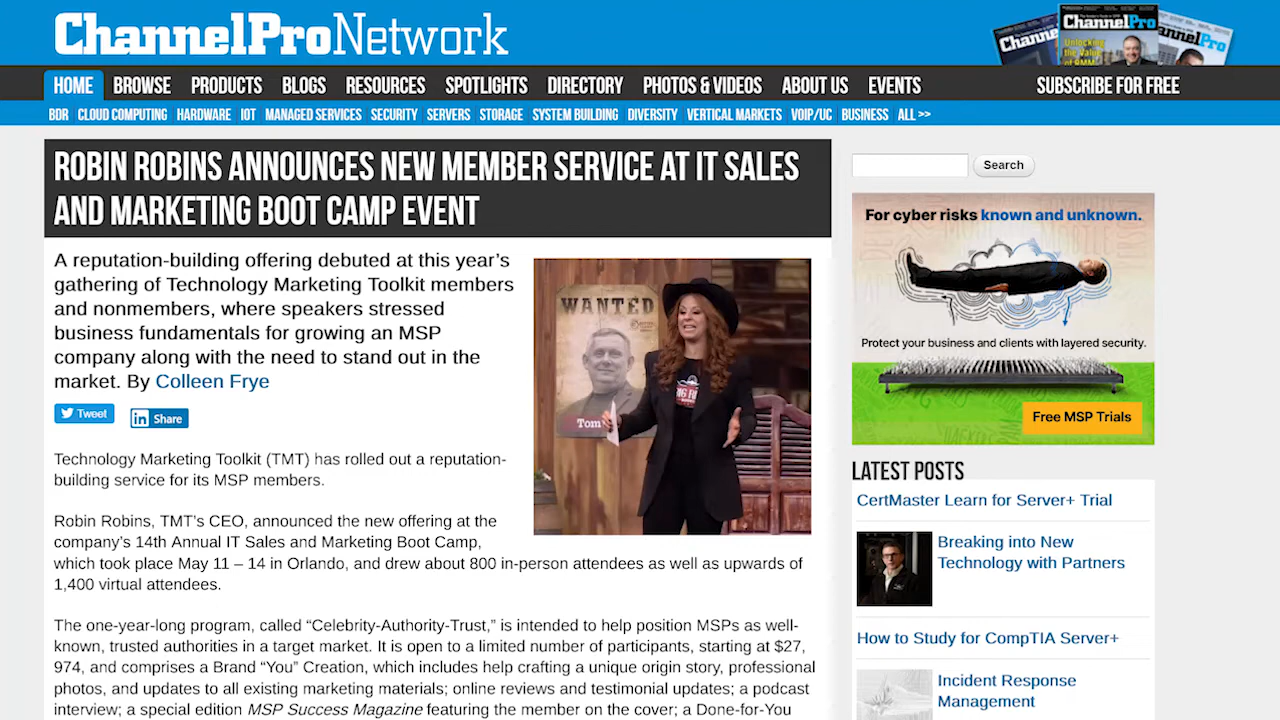 ChannelProNetwork
ChannelPro
Channel
annelPro
Unlocking
the Value
of RMM
HOME BROWSE PRODUCTS BLOGS RESOURCES SPOTLIGHTS DIRECTORY PHOTOS & VIDEOS ABOUT US EVENTS SUBSCRIBE FOR FREE
BDR CLOUD COMPUTING HARDWARE IOT MANAGED SERVICES SECURITY SERVERS STORAGE SYSTEM BUILDING DIVERSITY VERTICAL MARKETS VOIP/UC BUSINESS ALL >>
ROBIN ROBINS ANNOUNCES NEW MEMBER SERVICE AT IT SALES
AND MARKETING BOOT CAMP EVENT
A reputation-building offering debuted at this year’s
gathering of Technology Marketing Toolkit members
and nonmembers, where speakers stressed
business fundamentals for growing an MSP
company along with the need to stand out in the
market. By Colleen Frye
Tweet
in Share
WANTED
Tom
Technology Marketing Toolkit (TMT) has rolled out a reputation-
building service for its MSP members.
Robin Robins, TMT’s CEO, announced the new offering at the
company’s 14th Annual IT Sales and Marketing Boot Camp,
which took place May 11 – 14 in Orlando, and drew about 800 in-person attendees as well as upwards of
1,400 virtual attendees.
The one-year-long program, called “Celebrity-Authority-Trust,” is intended to help position MSPs as well-
known, trusted authorities in a target market. It is open to a limited number of participants, starting at $27,
974, and comprises a Brand “You” Creation, which includes help crafting a unique origin story, professional
photos, and updates to all existing marketing materials; online reviews and testimonial updates; a podcast
interview; a special edition MSP Success Magazine featuring the member on the cover; a Done-for-You
Search
For cyber risks known and unknown.
Protect your business and clients with layered security.
Free MSP Trials
LATEST POSTS
CertMaster Learn for Server+ Trial
Breaking into New
Technology with Partners
How to Study for CompTIA Server+
Incident Response
Management